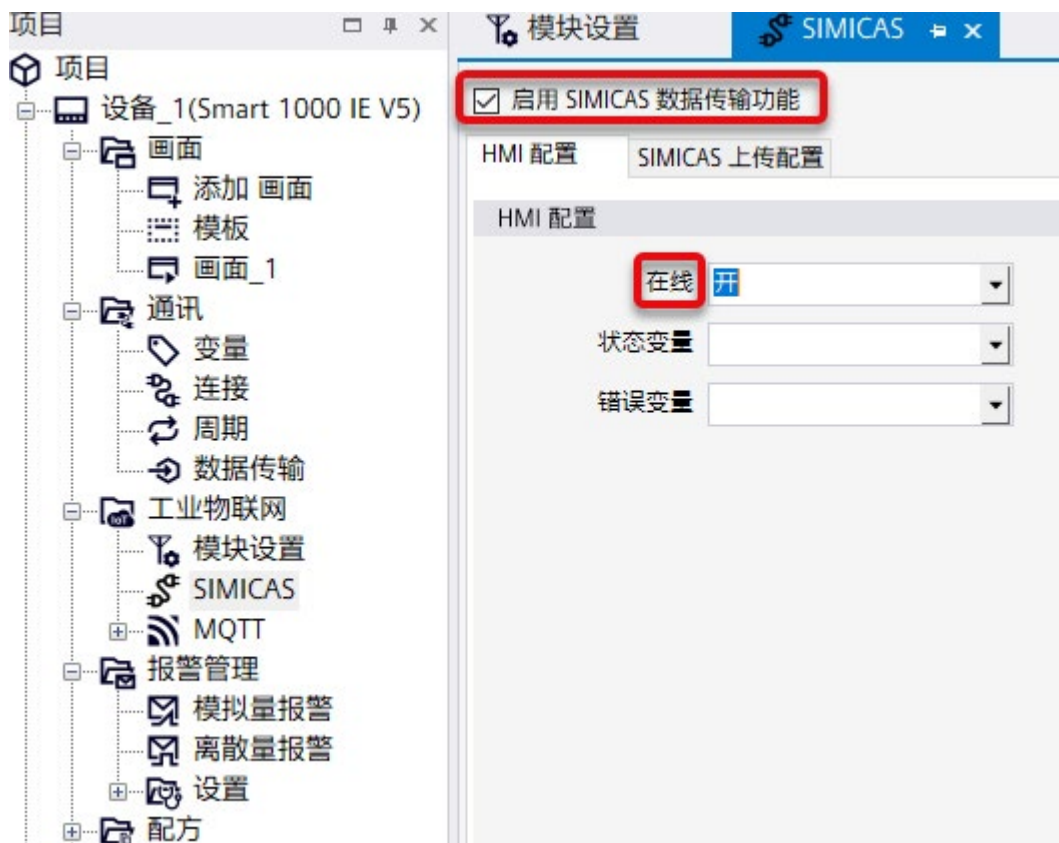 项目
项目
设备_1(Smart 1000 IE V5)
画面
添加 画面
模板
画面_1
通讯
变量
连接
周期
数据传输
工业物联网
模块设置
SIMICAS
MQTT
报警管理
模拟量报警
离散量报警
设置
配方
模块设置 SIMICAS
启用 SIMICAS 数据传输功能
HMI 配置 SIMICAS 上传配置
HMI 配置
在线 开
状态变量
错误变量